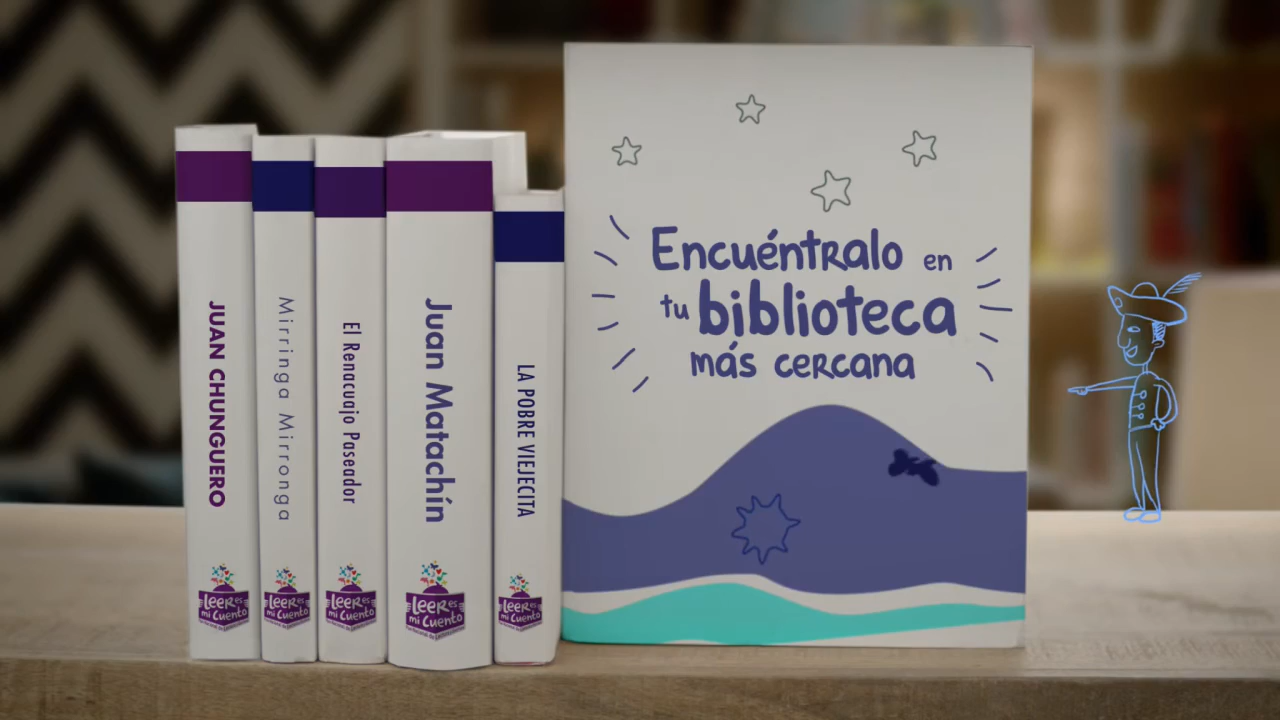 JUAN CHUNGUERO
Mirringa Mirronga
El Renacuajo Paseador
Juan Matachín
LA POBRE VIEJECITA
Encuéntralo en
tu biblioteca
más cercana
Leer es
mi Cuento
Leer es
mi Cuento
Leer es
mi Cuento
Leer es
mi Cuento
Leer es
mi Cuento